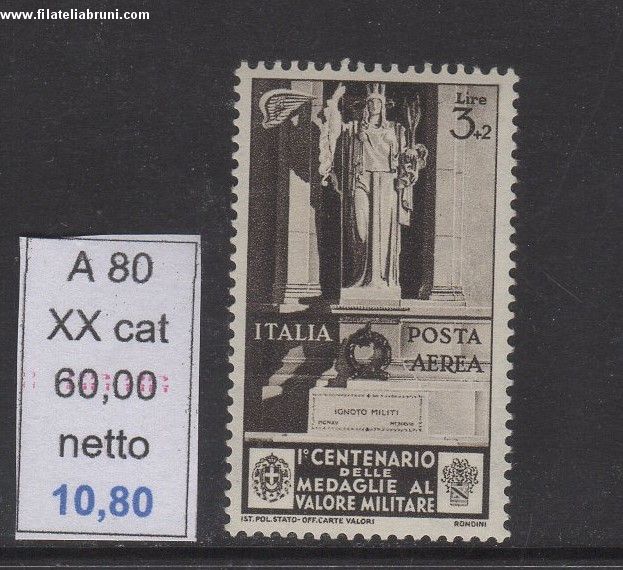 www.filateliabruni.com
A 80
XX cat
60,00
netto
10,80
Lire
3+2
ITALIA POSTA
AEREA
IGNOTO MILITI
I° CENTENARIO
DELLE
MEDAGLIE AL
VALORE MILITARE
IST. POL. STATO - OFF. CARTE VALORI RONDINI